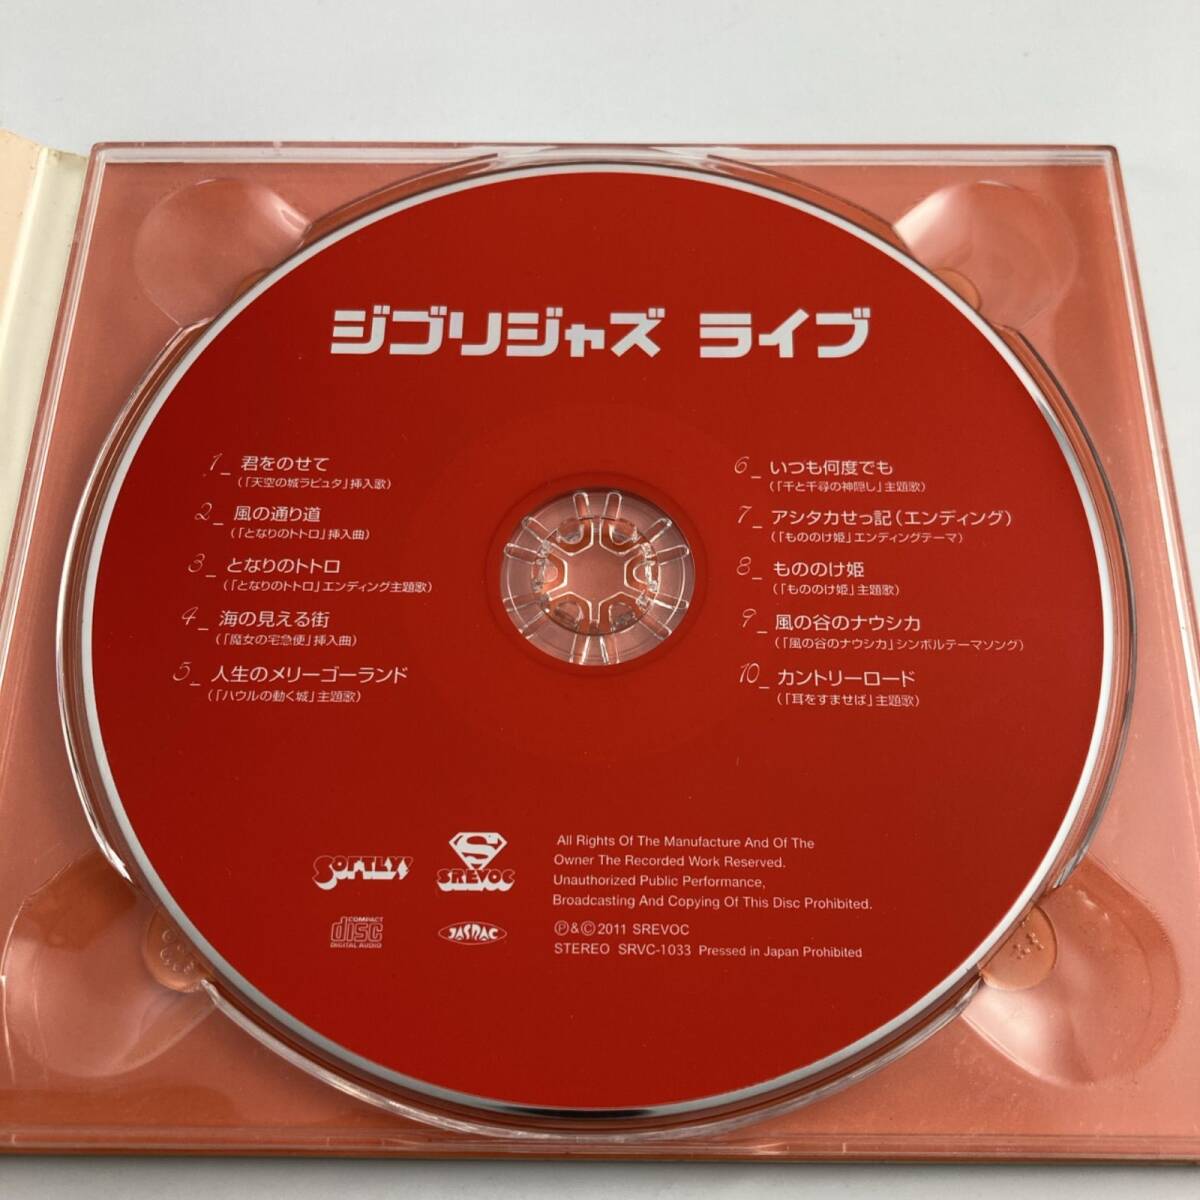 ジブリジャズ ライブ
1_ 君をのせて
(「天空の城ラピュタ」挿入歌)
2_ 風の通り道
(「となりのトトロ」挿入曲)
3_ となりのトトロ
(「となりのトトロ」エンディング主題歌)
4_ 海の見える街
(「魔女の宅急便」挿入曲)
5_ 人生のメリーゴーランド
(「ハウルの動く城」主題歌)
6_ いつも何度でも
(「千と千尋の神隠し」主題歌)
7_ アシタカせっ記(エンディング)
(「もののけ姫」エンディングテーマ)
8_ もののけ姫
(「もののけ姫」主題歌)
9_ 風の谷のナウシカ
(「風の谷のナウシカ」シンボルテーマソング)
10_ カントリーロード
(「耳をすませば」主題歌)
SOFTLY!
S
SREVOC
COMPACT
disc
DIGITAL AUDIO
JASRAC
All Rights Of The Manufacture And Of The
Owner The Recorded Work Reserved.
Unauthorized Public Performance,
Broadcasting And Copying Of This Disc Prohibited.
Ⓟ&Ⓒ2011 SREVOC
STEREO SRVC-1033 Pressed in Japan Prohibited